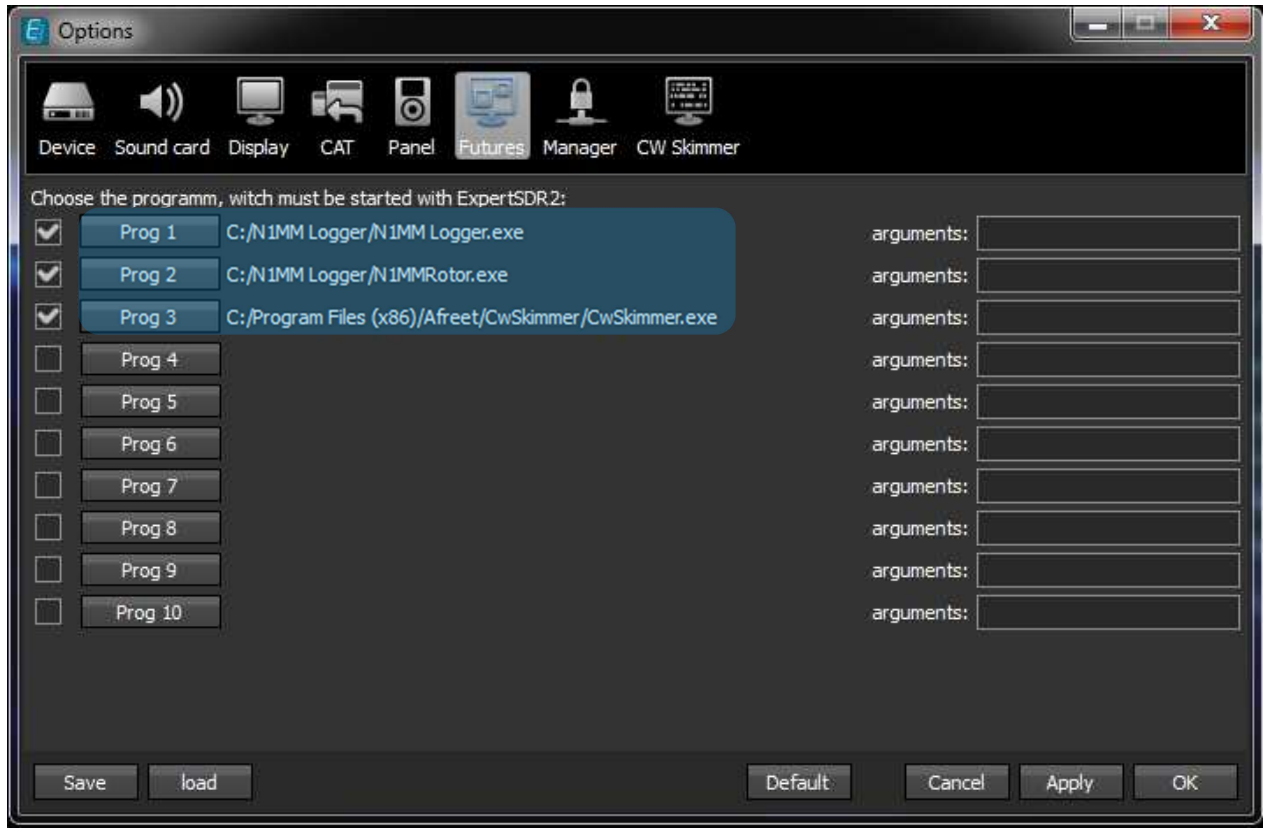 Options
Device Sound card Display CAT Panel Futures Manager CW Skimmer
Choose the programm, witch must be started with ExpertSDR2:
Prog 1 C:/N1MM Logger/N1MM Logger.exe arguments:
Prog 2 C:/N1MM Logger/N1MMRotor.exe arguments:
Prog 3 C:/Program Files (x86)/Afreet/CwSkimmer/CwSkimmer.exe arguments:
Prog 4 arguments:
Prog 5 arguments:
Prog 6 arguments:
Prog 7 arguments:
Prog 8 arguments:
Prog 9 arguments:
Prog 10 arguments:
Save load Default Cancel Apply OK